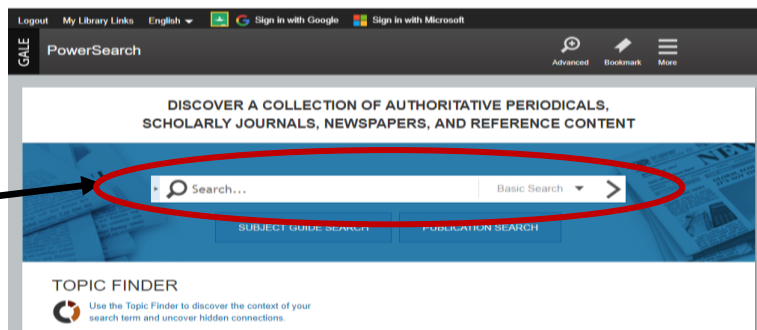 Logout My Library Links English Sign in with Google Sign in with Microsoft
GALE
PowerSearch
Advanced Bookmark More
DISCOVER A COLLECTION OF AUTHORITATIVE PERIODICALS,
SCHOLARLY JOURNALS, NEWSPAPERS, AND REFERENCE CONTENT
NEW
Search... Basic Search
SUBJECT GUIDE SEARCH PUBLICATION SEARCH
TOPIC FINDER
Use the Topic Finder to discover the context of your
search term and uncover hidden connections.